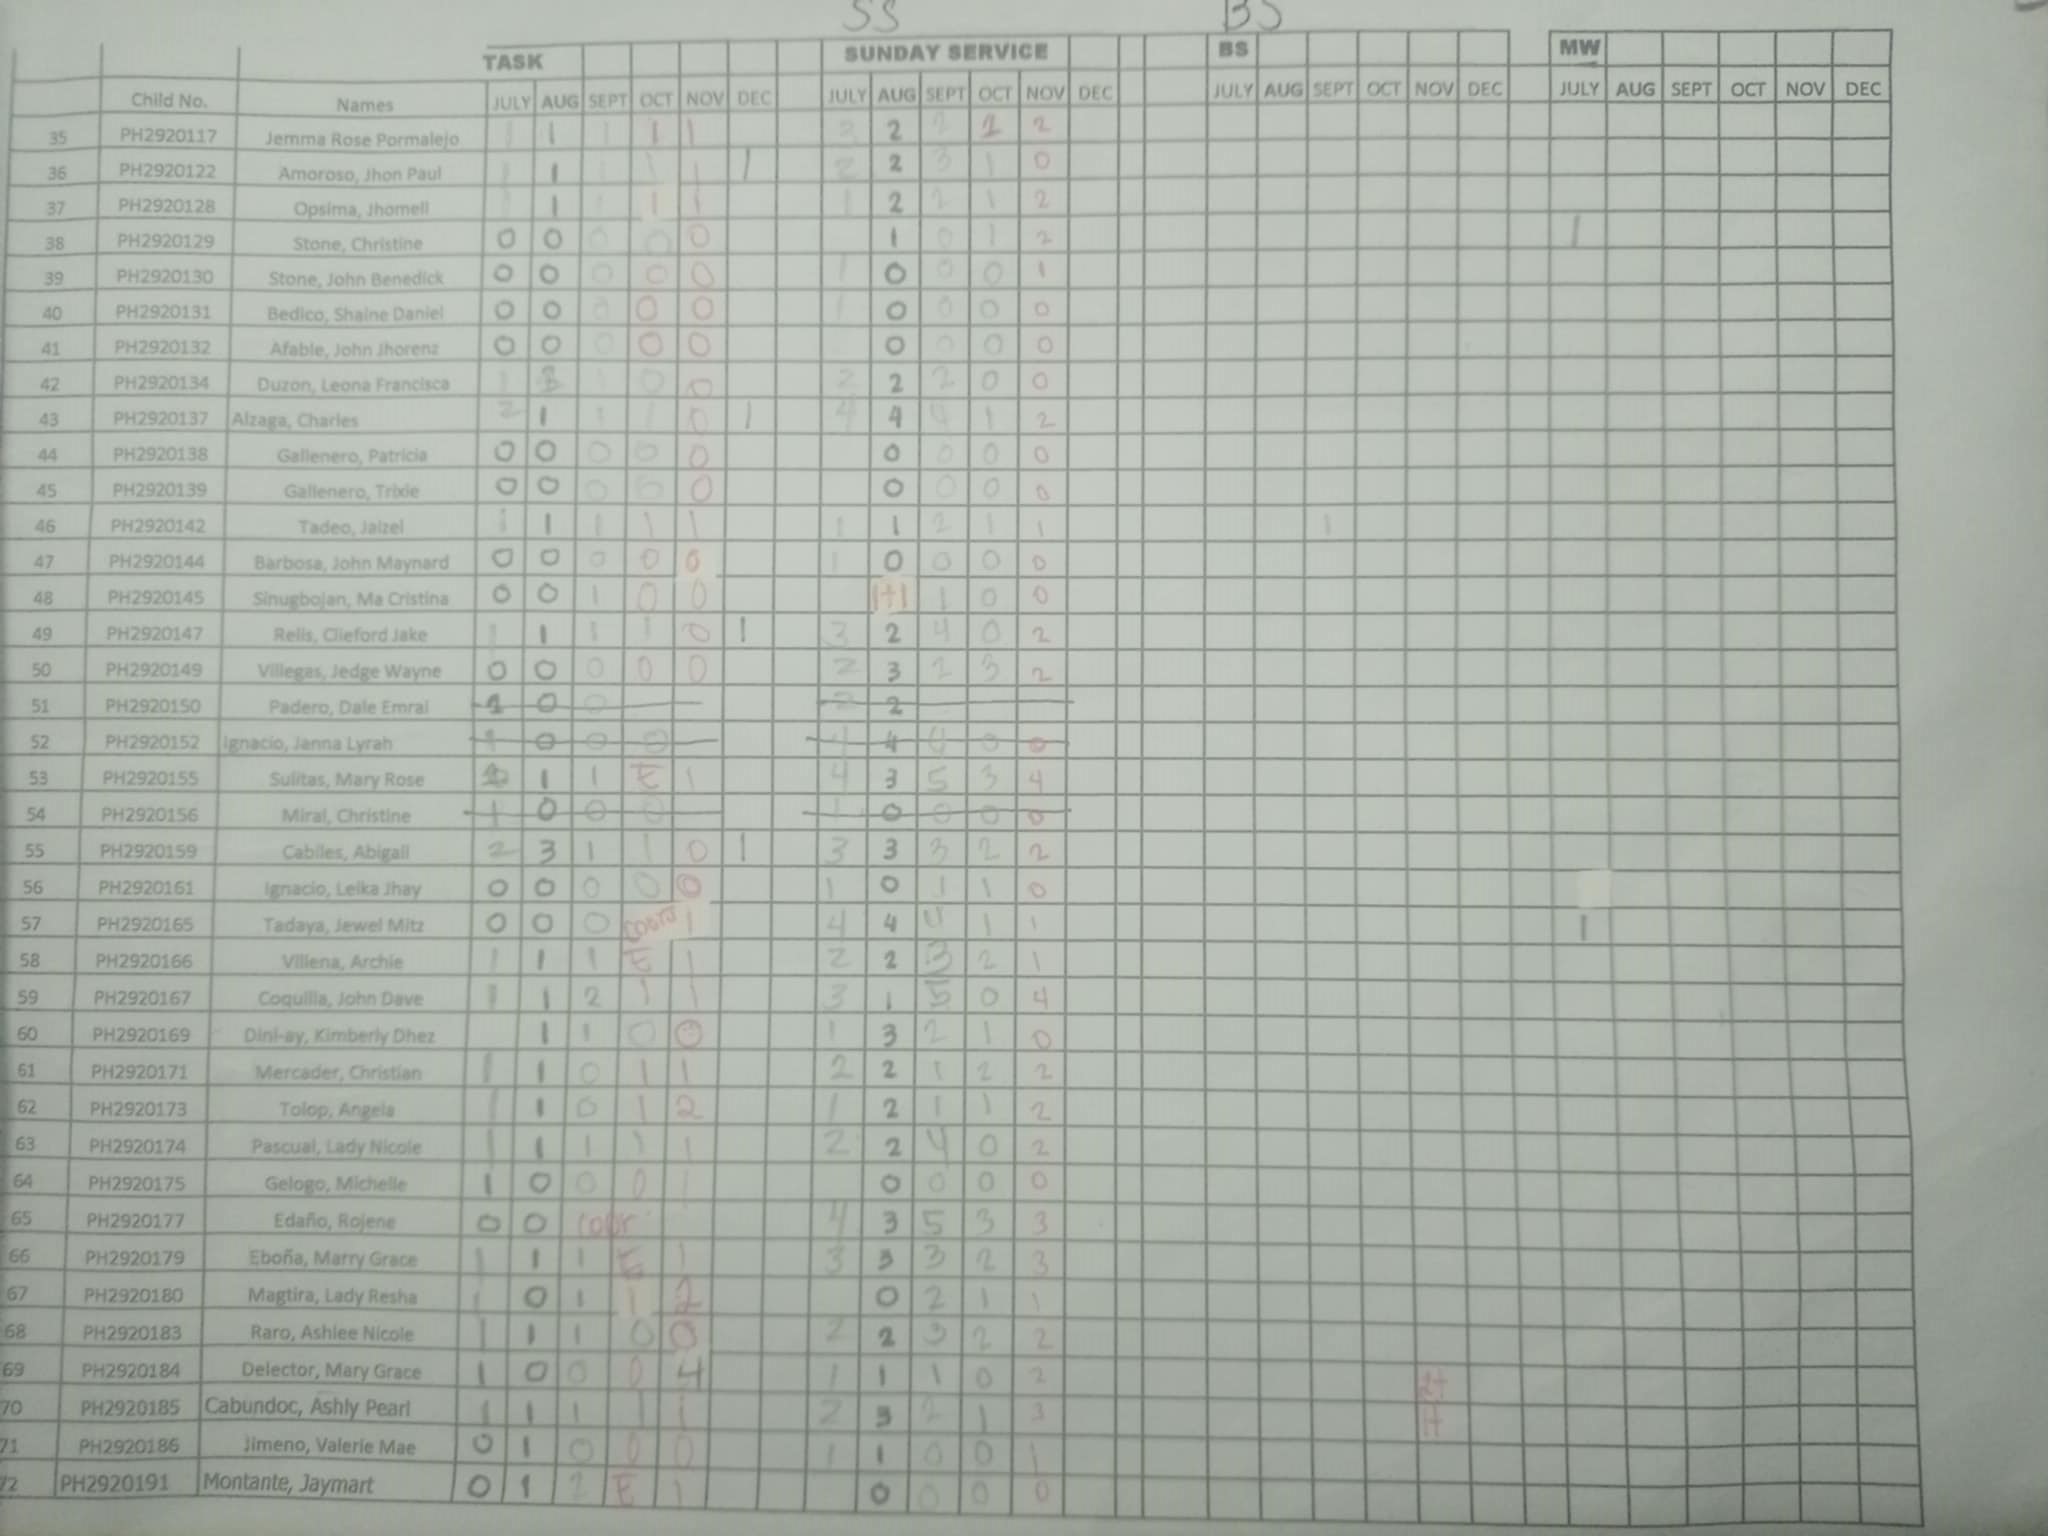 SS BS
TASK SUNDAY SERVICE BS MW
Child No. Names JULY AUG SEPT OCT NOV DEC JULY AUG SEPT OCT NOV DEC JULY AUG SEPT OCT NOV DEC JULY AUG SEPT OCT NOV DEC
35 PH2920117 Jemma Rose Pormalejo 1 1 1 1 1 2 2 2 2
36 PH2920122 Amoroso, Jhon Paul 1 1 1 1 1 1 2 2 3 1 0
37 PH2920128 Opsima, Jhomell 1 1 1 1 1 1 2 2 1 2
38 PH2920129 Stone, Christine 0 0 0 0 0 1 0 1 2 1
39 PH2920130 Stone, John Benedick 0 0 0 0 0 1 0 0 0 1
40 PH2920131 Bedico, Shaine Daniel 0 0 0 0 0 1 0 0 0 0
41 PH2920132 Afable, John Jhorenz 0 0 0 0 0 0 0 0 0
42 PH2920134 Duzon, Leona Francisca 1 3 1 0 0 2 2 2 0 0
43 PH2920137 Alzaga, Charles 2 1 1 1 0 1 4 4 4 1 2
44 PH2920138 Gallenero, Patricia 0 0 0 0 0 0 0 0 0
45 PH2920139 Gallenero, Trixie 0 0 0 0 0 0 0 0 0
46 PH2920142 Tadeo, Jaizel 1 1 1 1 1 1 1 2 1 1 1
47 PH2920144 Barbosa, John Maynard 0 0 0 0 0 1 0 0 0 0
48 PH2920145 Sinugbojan, Ma Cristina 0 0 1 0 0 1+1 1 0 0
49 PH2920147 Relis, Clieford Jake 1 1 1 1 0 1 3 2 4 0 2
50 PH2920149 Villegas, Jedge Wayne 0 0 0 0 0 2 3 2 3 2
51 PH2920150 Padero, Dale Emral 1 0 0 2 2
52 PH2920152 Ignacio, Janna Lyrah 1 0 0 0 4 4 4 0 0
53 PH2920155 Sulitas, Mary Rose 1 1 E 1 4 3 5 3 4
54 PH2920156 Miral, Christine 1 0 0 0 1 0 0 0 0
55 PH2920159 Cabiles, Abigail 2 3 1 1 0 1 3 3 3 2 2
56 PH2920161 Ignacio, Leika Jhay 0 0 0 0 0 1 0 1 1 0
57 PH2920165 Tadaya, Jewel Mitz 0 0 0 1 4 4 4 1 1 1
58 PH2920166 Villena, Archie 1 1 1 E 1 2 2 3 2 1
59 PH2920167 Coquilla, John Dave 1 1 2 1 1 3 1 5 0 4
60 PH2920169 Dini-ay, Kimberly Dhez 1 1 0 0 1 3 2 1 0
61 PH2920171 Mercader, Christian 1 1 0 1 1 2 2 1 2 2
62 PH2920173 Tolop, Angela 1 1 0 1 2 1 2 1 1 2
63 PH2920174 Pascual, Lady Nicole 1 1 1 1 1 2 2 4 0 2
64 PH2920175 Gelogo, Michelle 1 0 0 0 1 0 0 0 0
65 PH2920177 Edaño, Rojene 0 0 4 3 5 3 3
66 PH2920179 Eboña, Marry Grace 1 1 1 E 1 3 3 3 2 3
67 PH2920180 Magtira, Lady Resha 1 0 1 1 2 0 2 1 1
68 PH2920183 Raro, Ashlee Nicole 1 1 1 0 0 2 2 3 2 2
69 PH2920184 Delector, Mary Grace 1 0 0 0 4 1 1 1 0 2
70 PH2920185 Cabundoc, Ashly Pearl 1 1 1 1 1 2 3 2 1 3
71 PH2920186 Jimeno, Valerie Mae 0 1 0 0 0 1 1 0 0 1
72 PH2920191 Montante, Jaymart 0 1 2 E 1 0 0 0 0